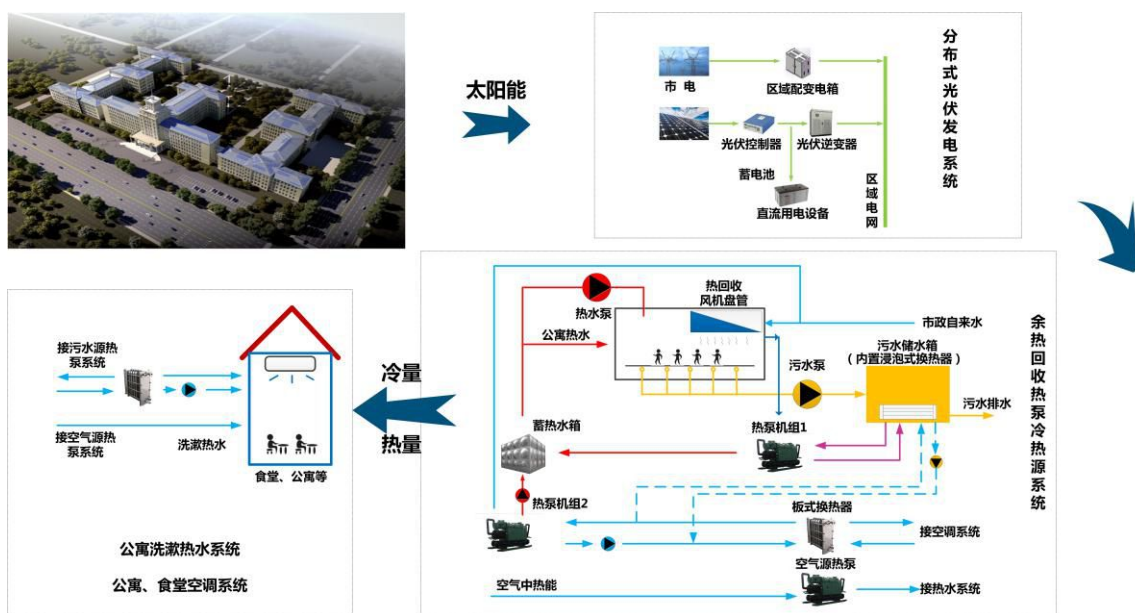 太阳能
分布式光伏发电系统
市 电
区域配变电箱
光伏控制器
光伏逆变器
蓄电池
直流用电设备
区域电网
余热回收热泵冷热源系统
热水泵
热回收
风机盘管
公寓热水
市政自来水
污水储水箱
（内置浸泡式换热器）
污水泵
污水排水
蓄热水箱
热泵机组1
热泵机组2
板式换热器
接空调系统
空气源热泵
空气中热能
接热水系统
冷量
热量
接污水源热
泵系统
接空气源热
泵系统
洗漱热水
食堂、公寓等
公寓洗漱热水系统
公寓、食堂空调系统